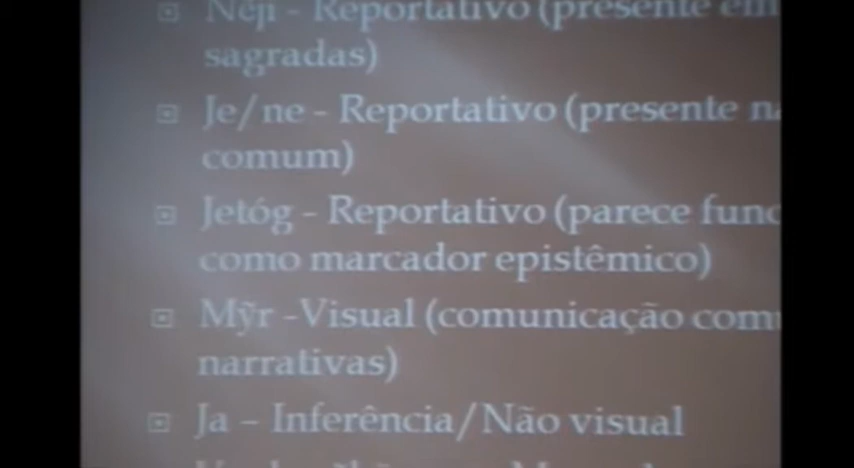 Nẽji - Reportativo (presente em
sagradas)
Je/ne - Reportativo (presente na
comum)
Jetóg - Reportativo (parece func
como marcador epistêmico)
Mỹr -Visual (comunicação com
narrativas)
Ja – Inferência/Não visual